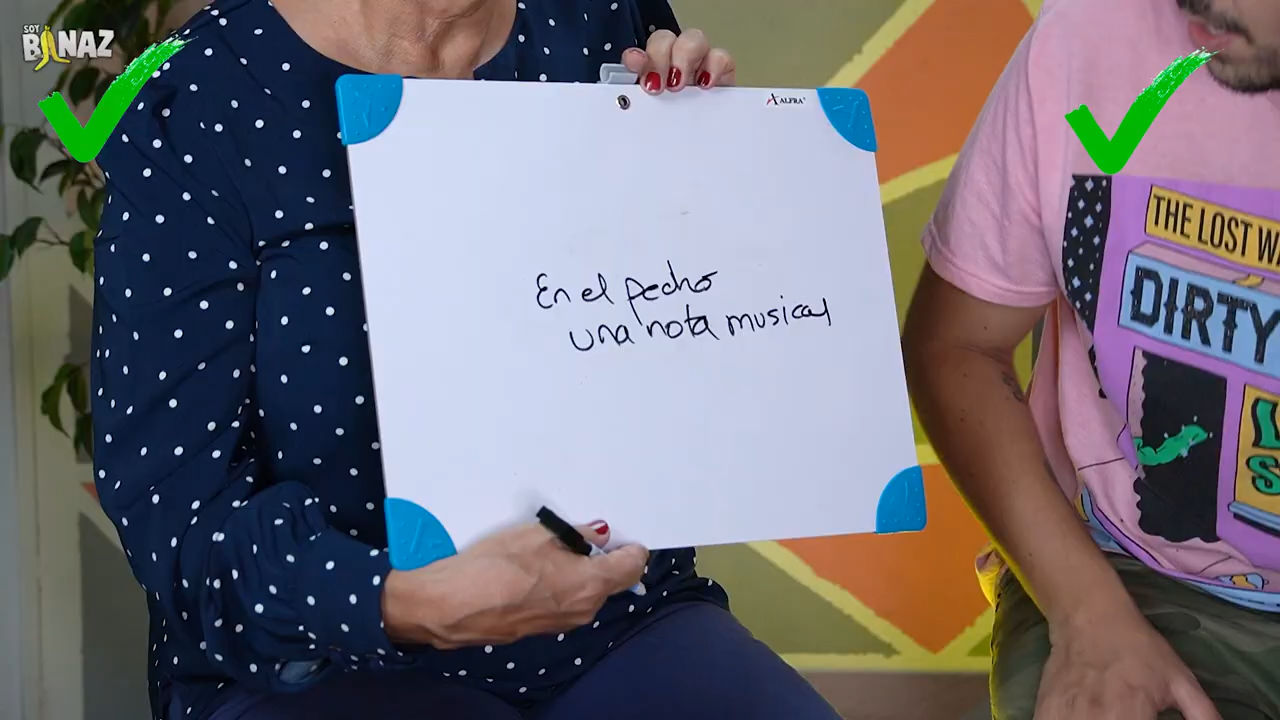 SOY
BANAZ
ALFRA
En el pecho
una nota musical
THE LOST WA
DIRTY
L
S